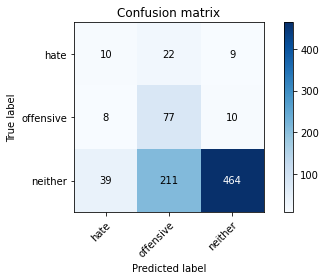 Confusion matrix
hate 10 22 9
offensive 8 77 10
neither 39 211 464
hate offensive neither
True label
Predicted label
400
300
200
100